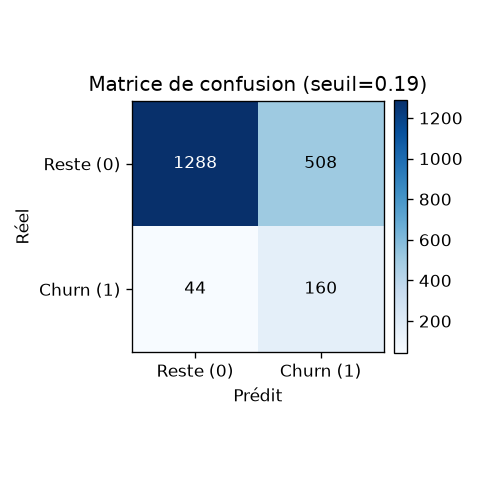 Matrice de confusion (seuil=0.19)
Réel
Reste (0)
1288
508
Churn (1)
44
160
Reste (0)
Churn (1)
Prédit
1200
1000
800
600
400
200